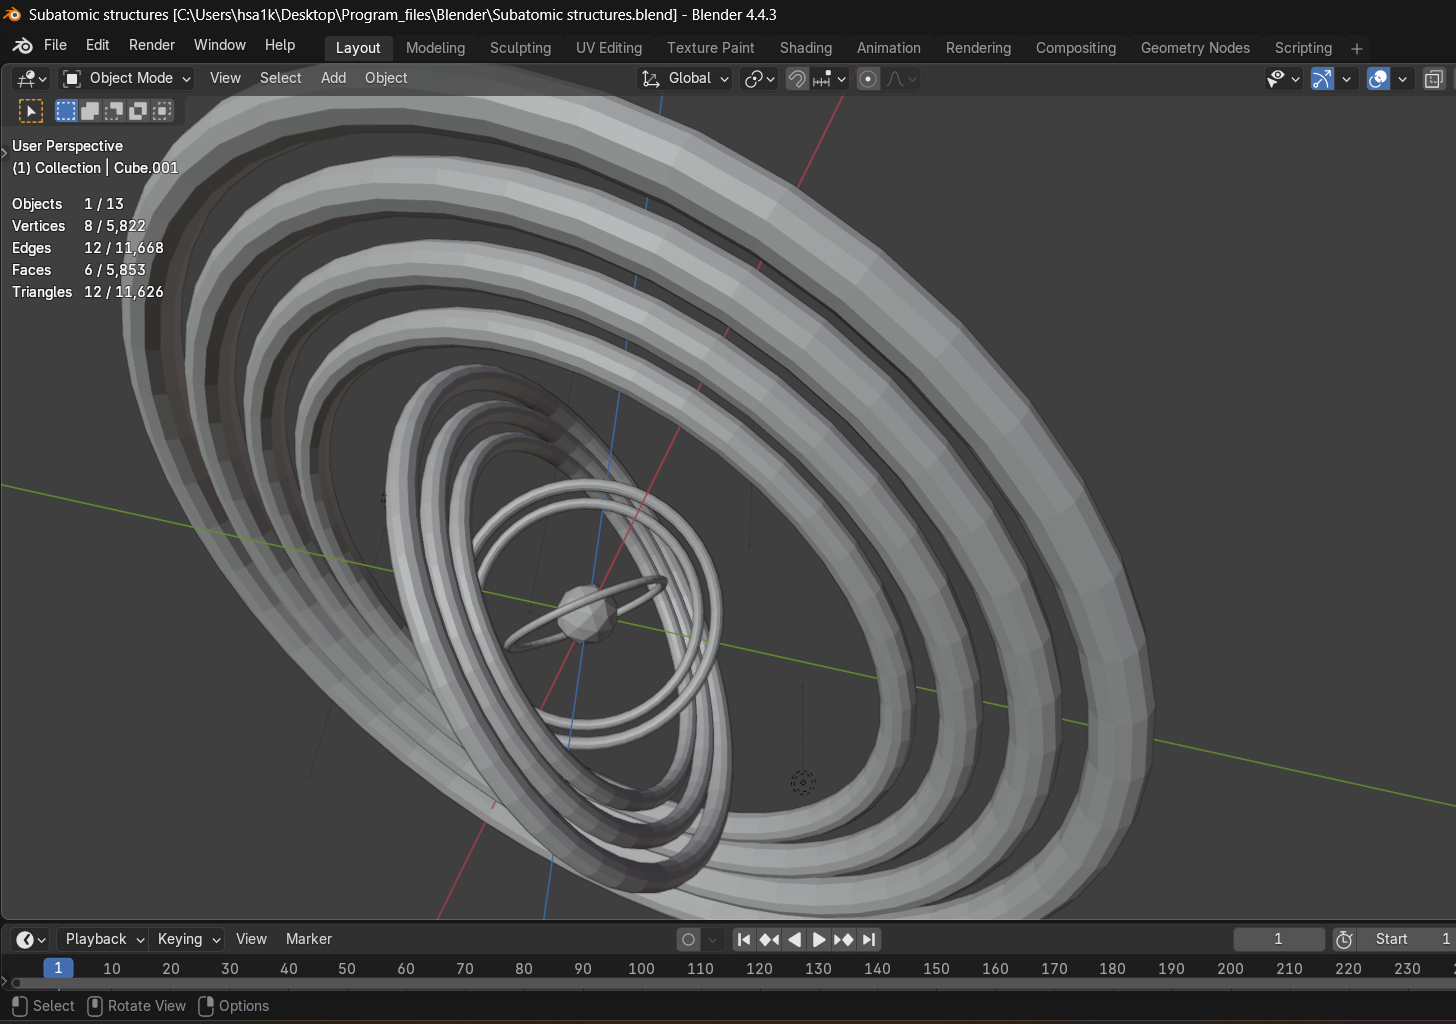 Subatomic structures [C:\Users\hsa1k\Desktop\Program_files\Blender\Subatomic structures.blend] - Blender 4.4.3
File Edit Render Window Help Layout Modeling Sculpting UV Editing Texture Paint Shading Animation Rendering Compositing Geometry Nodes Scripting +
Object Mode View Select Add Object Global
User Perspective
(1) Collection | Cube.001
Objects 1 / 13
Vertices 8 / 5,822
Edges 12 / 11,668
Faces 6 / 5,853
Triangles 12 / 11,626
Playback Keying View Marker 1 Start 1
1 10 20 30 40 50 60 70 80 90 100 110 120 130 140 150 160 170 180 190 200 210 220 230
Select Rotate View Options